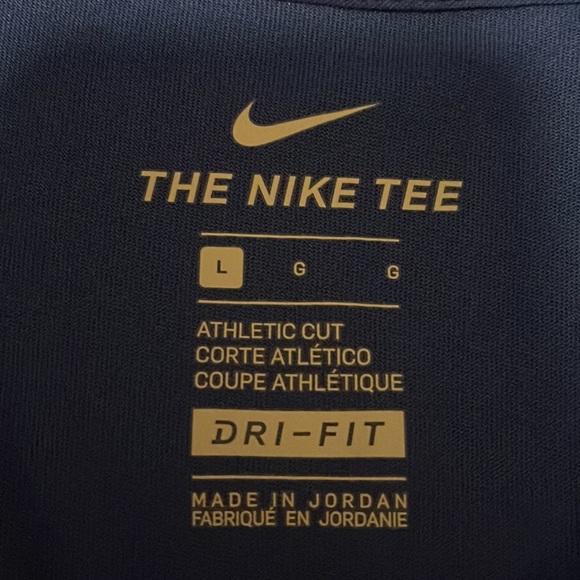 THE NIKE TEE
L G G
ATHLETIC CUT
CORTE ATLÉTICO
COUPE ATHLÉTIQUE
DRI-FIT
MADE IN JORDAN
FABRIQUÉ EN JORDANIE